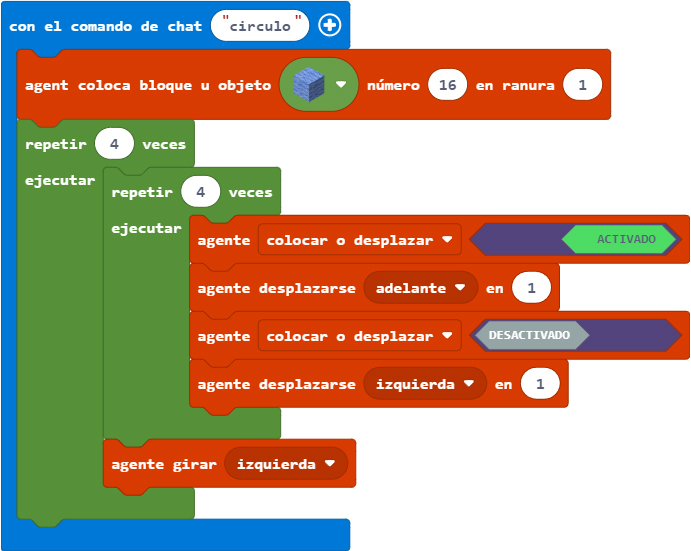 con el comando de chat "circulo"
agent coloca bloque u objeto número 16 en ranura 1
repetir 4 veces
ejecutar
repetir 4 veces
ejecutar
agente colocar o desplazar ACTIVADO
agente desplazarse adelante en 1
agente colocar o desplazar DESACTIVADO
agente desplazarse izquierda en 1
agente girar izquierda